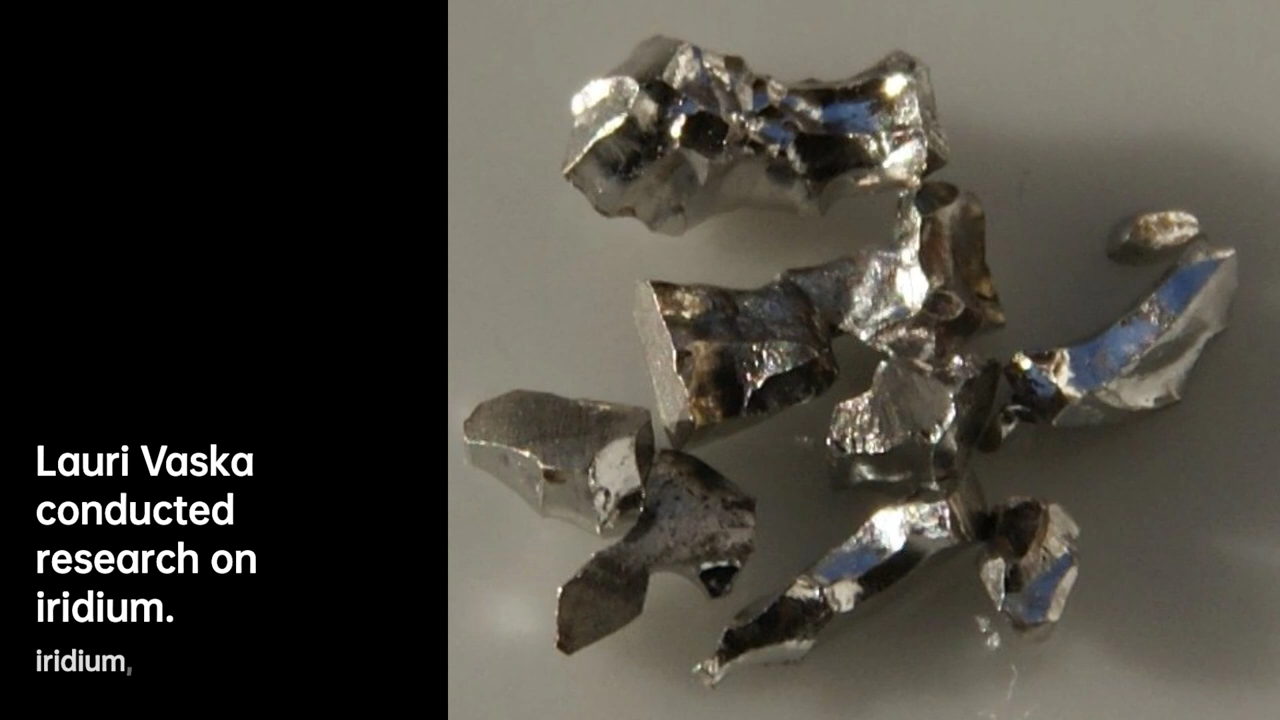 Lauri Vaska
conducted
research on
iridium.
iridium,